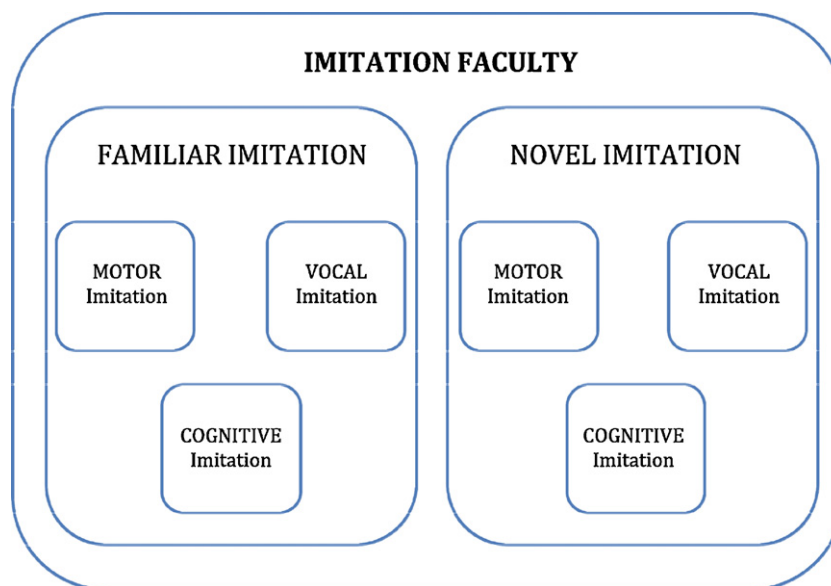 IMITATION FACULTY
FAMILIAR IMITATION
MOTOR
Imitation
VOCAL
Imitation
COGNITIVE
Imitation
NOVEL IMITATION
MOTOR
Imitation
VOCAL
Imitation
COGNITIVE
Imitation